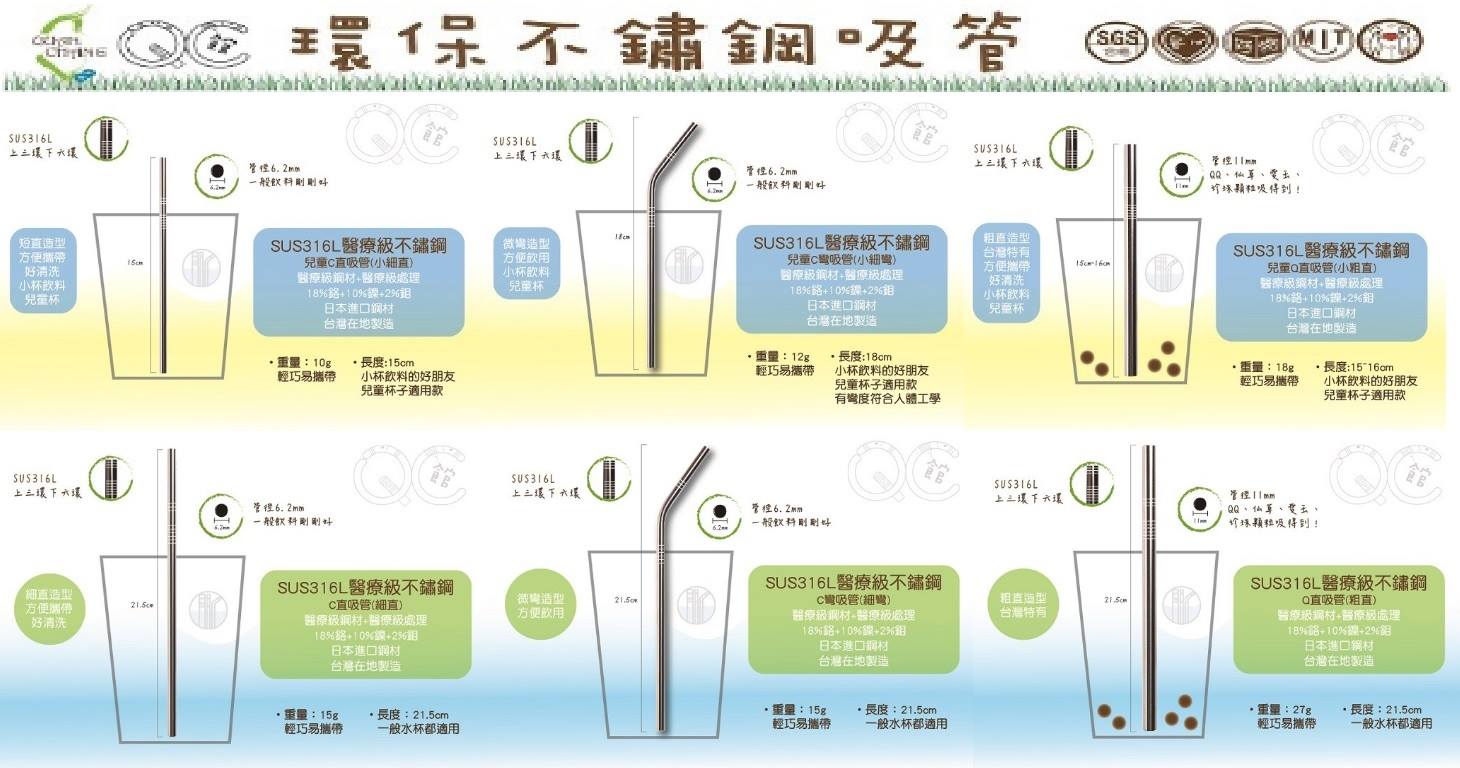 QC館
環保不鏽鋼吸管
SGS
MIT
SUS316L
上三環下六環
管徑6.2mm
一般飲料剛剛好
6.2mm
15cm
短直造型
方便攜帶
好清洗
小杯飲料
兒童杯
SUS316L醫療級不鏽鋼
兒童C直吸管(小細直)
醫療級鋼材+醫療級處理
18%鉻+10%鎳+2%鉬
日本進口鋼材
台灣在地製造
・重量：10g
輕巧易攜帶
・長度:15cm
小杯飲料的好朋友
兒童杯子適用款
QC館
SUS316L
上三環下六環
管徑6.2mm
一般飲料剛剛好
6.2mm
18cm
微彎造型
方便飲用
小杯飲料
兒童杯
SUS316L醫療級不鏽鋼
兒童C彎吸管(小細彎)
醫療級鋼材+醫療級處理
18%鉻+10%鎳+2%鉬
日本進口鋼材
台灣在地製造
・重量：12g
輕巧易攜帶
・長度:18cm
小杯飲料的好朋友
兒童杯子適用款
有彎度符合人體工學
QC館
SUS316L
上三環下六環
管徑11mm
QQ、仙草、愛玉、
珍珠顆粒吸得到！
11mm
15cm-16cm
粗直造型
台灣特有
方便攜帶
好清洗
小杯飲料
兒童杯
SUS316L醫療級不鏽鋼
兒童Q直吸管(小粗直)
醫療級鋼材+醫療級處理
18%鉻+10%鎳+2%鉬
日本進口鋼材
台灣在地製造
・重量：18g
輕巧易攜帶
・長度:15~16cm
小杯飲料的好朋友
兒童杯子適用款
QC館
SUS316L
上三環下六環
管徑6.2mm
一般飲料剛剛好
6.2mm
21.5cm
細直造型
方便攜帶
好清洗
SUS316L醫療級不鏽鋼
C直吸管(細直)
醫療級鋼材+醫療級處理
18%鉻+10%鎳+2%鉬
日本進口鋼材
台灣在地製造
・重量：15g
輕巧易攜帶
・長度：21.5cm
一般水杯都適用
QC館
SUS316L
上三環下六環
管徑6.2mm
一般飲料剛剛好
6.2mm
21.5cm
微彎造型
方便飲用
SUS316L醫療級不鏽鋼
C彎吸管(細彎)
醫療級鋼材+醫療級處理
18%鉻+10%鎳+2%鉬
日本進口鋼材
台灣在地製造
・重量：15g
輕巧易攜帶
・長度：21.5cm
一般水杯都適用
QC館
SUS316L
上三環下六環
管徑11mm
QQ、仙草、愛玉、
珍珠顆粒吸得到！
11mm
21.5cm
粗直造型
台灣特有
SUS316L醫療級不鏽鋼
Q直吸管(粗直)
醫療級鋼材+醫療級處理
18%鉻+10%鎳+2%鉬
日本進口鋼材
台灣在地製造
・重量：27g
輕巧易攜帶
・長度：21.5cm
一般水杯都適用